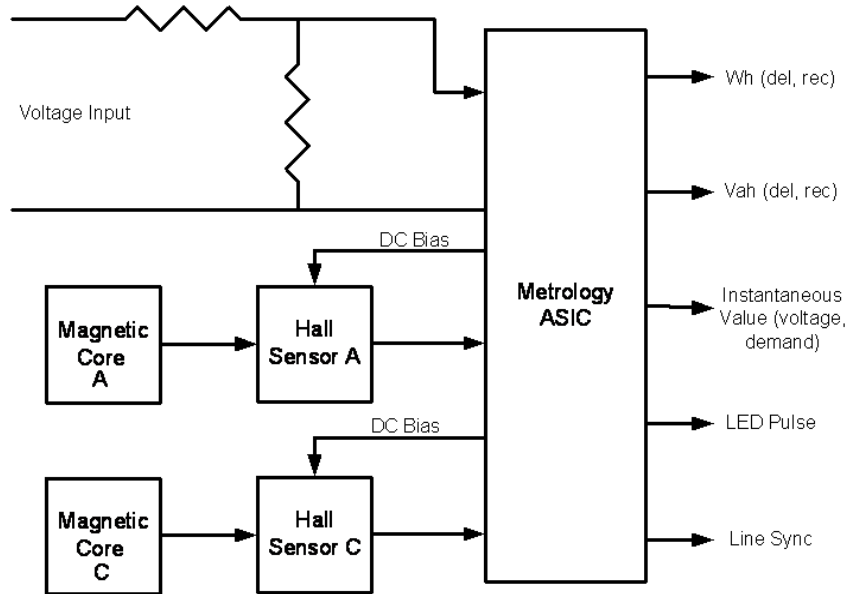 Voltage Input
DC Bias
Magnetic
Core
A
Hall
Sensor A
DC Bias
Magnetic
Core
C
Hall
Sensor C
Metrology
ASIC
Wh (del, rec)
Vah (del, rec)
Instantaneous
Value (voltage,
demand)
LED Pulse
Line Sync